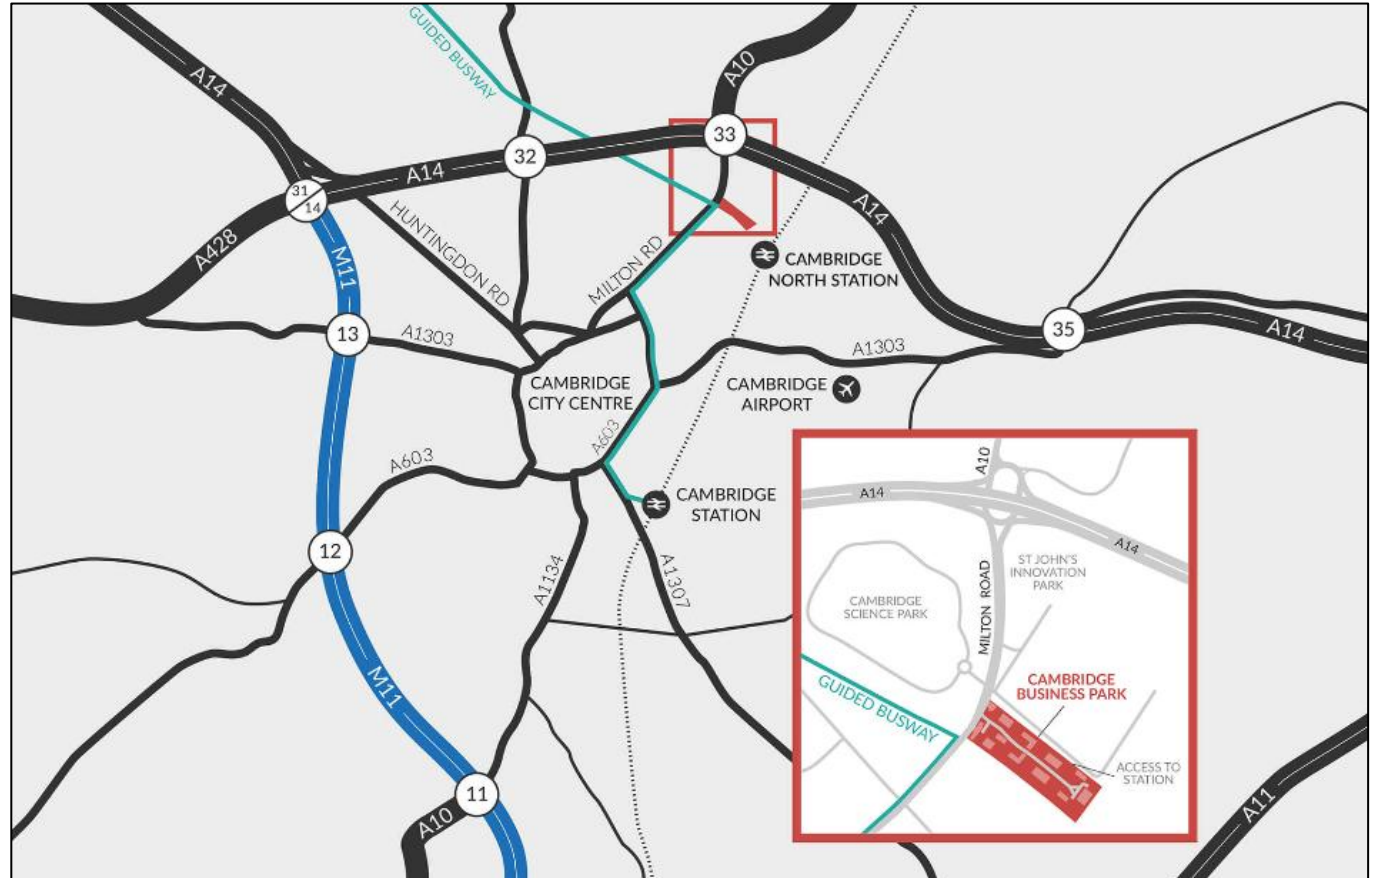 GUIDED BUSWAY
A10
A14
33
32
A14
31
14
A14
HUNTINGDON RD
A428
M11
MILTON RD
CAMBRIDGE
NORTH STATION
13
A1303
35
A14
A1303
CAMBRIDGE
CITY CENTRE
CAMBRIDGE
AIRPORT
A603
A603
CAMBRIDGE
STATION
12
A1134
A1307
M11
11
A10
A11
A10
A14
A14
ST JOHN'S
INNOVATION
PARK
CAMBRIDGE
SCIENCE PARK
MILTON ROAD
CAMBRIDGE
BUSINESS PARK
GUIDED BUSWAY
ACCESS TO
STATION